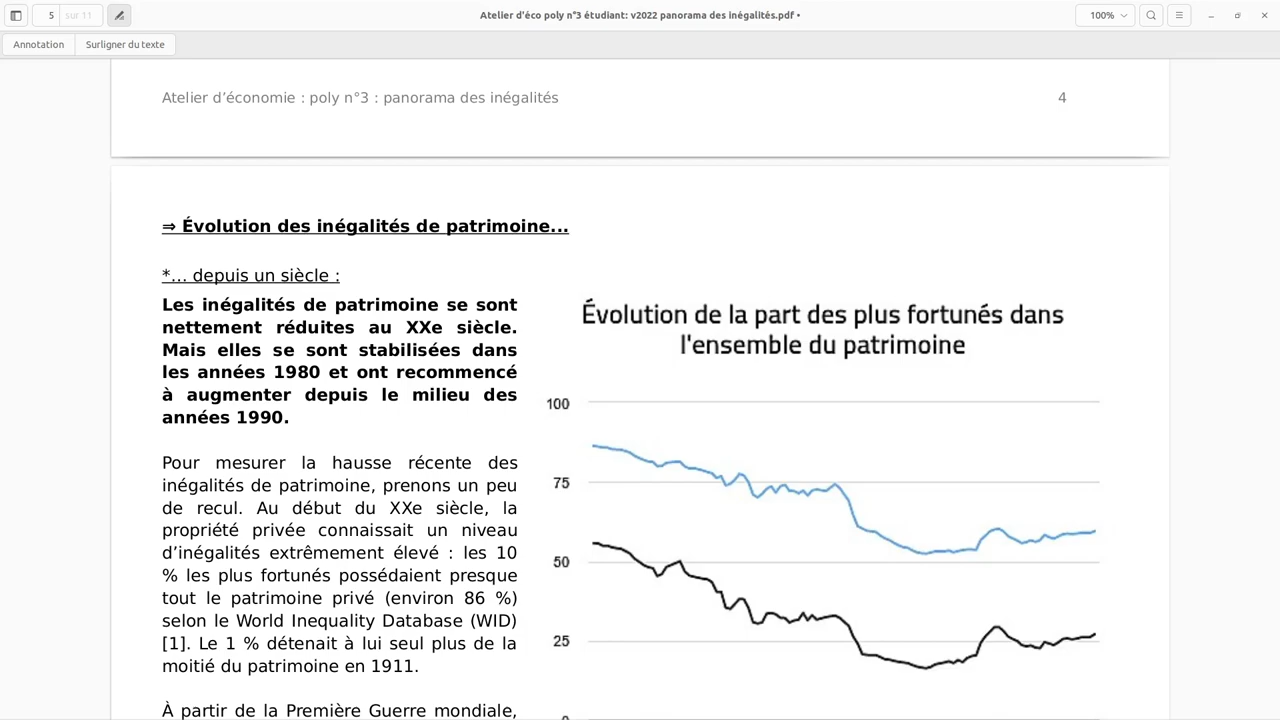 5 sur 11
Atelier d'éco poly n°3 étudiant: v2022 panorama des inégalités.pdf •
100%
Annotation
Surligner du texte
Atelier d’économie : poly n°3 : panorama des inégalités 4
⇒ Évolution des inégalités de patrimoine...
*... depuis un siècle :
Les inégalités de patrimoine se sont
nettement réduites au XXe siècle.
Mais elles se sont stabilisées dans
les années 1980 et ont recommencé
à augmenter depuis le milieu des
années 1990.
Pour mesurer la hausse récente des
inégalités de patrimoine, prenons un peu
de recul. Au début du XXe siècle, la
propriété privée connaissait un niveau
d’inégalités extrêmement élevé : les 10
% les plus fortunés possédaient presque
tout le patrimoine privé (environ 86 %)
selon le World Inequality Database (WID)
[1]. Le 1 % détenait à lui seul plus de la
moitié du patrimoine en 1911.
À partir de la Première Guerre mondiale,
Évolution de la part des plus fortunés dans
l'ensemble du patrimoine
100
75
50
25